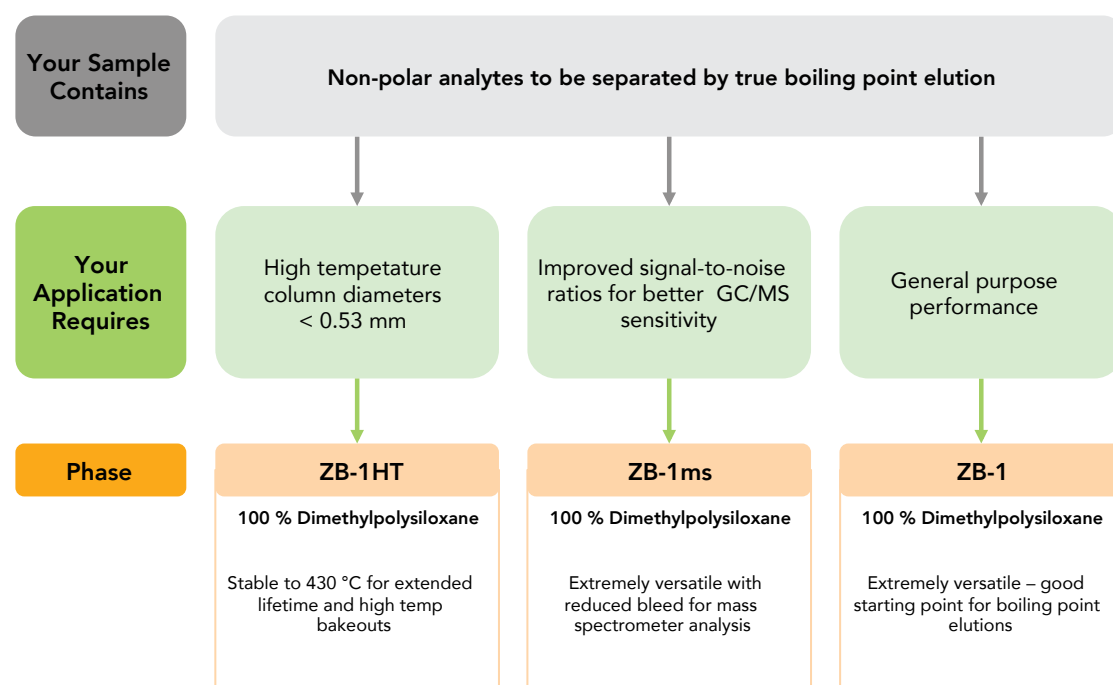 Your Sample
Contains
Non-polar analytes to be separated by true boiling point elution
Your
Application
Requires
High tempetature
column diameters
< 0.53 mm
Improved signal-to-noise
ratios for better GC/MS
sensitivity
General purpose
performance
Phase
ZB-1HT
100 % Dimethylpolysiloxane
Stable to 430 °C for extended
lifetime and high temp
bakeouts
ZB-1ms
100 % Dimethylpolysiloxane
Extremely versatile with
reduced bleed for mass
spectrometer analysis
ZB-1
100 % Dimethylpolysiloxane
Extremely versatile – good
starting point for boiling point
elutions